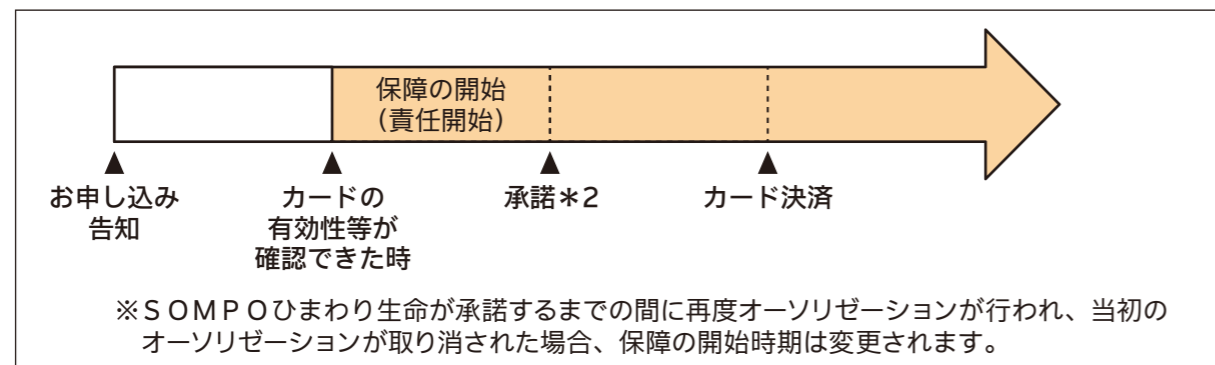 保障の開始
（責任開始）
▲
▲
▲
▲
お申し込み
告知
カードの
有効性等が
確認できた時
承諾＊2
カード決済
※ＳＯＭＰＯひまわり生命が承諾するまでの間に再度オーソリゼーションが行われ、当初の
オーソリゼーションが取り消された場合、保障の開始時期は変更されます。